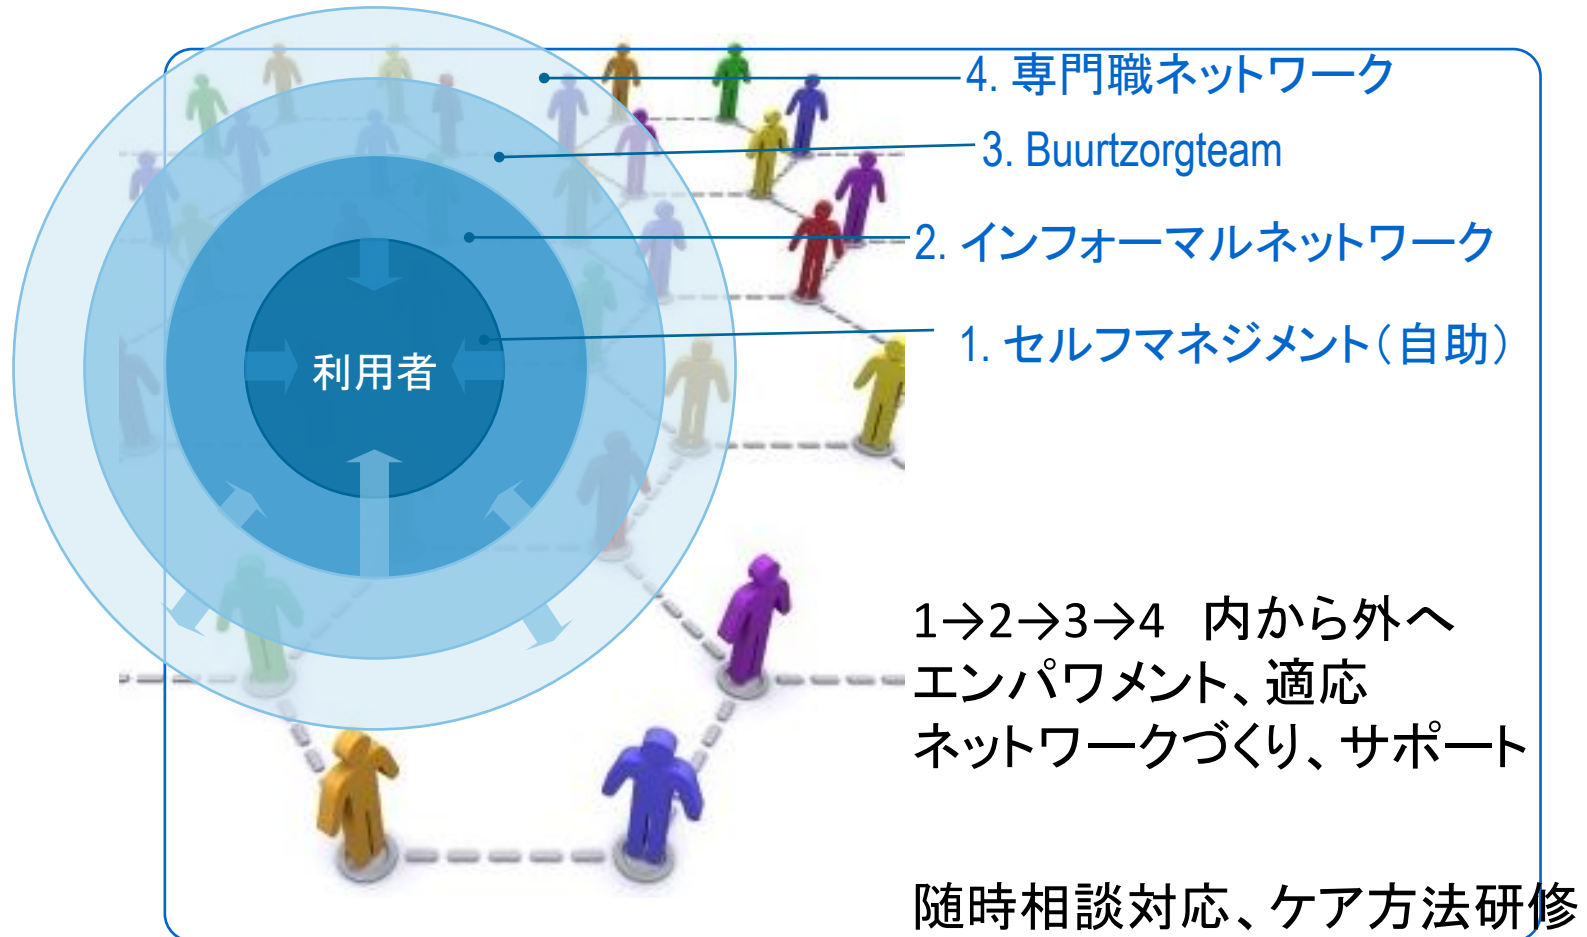 4. 専門職ネットワーク
3. Buurtzorgteam
2. インフォーマルネットワーク
1. セルフマネジメント（自助）
利用者
1→2→3→4　内から外へ
エンパワメント、適応
ネットワークづくり、サポート
随時相談対応、ケア方法研修